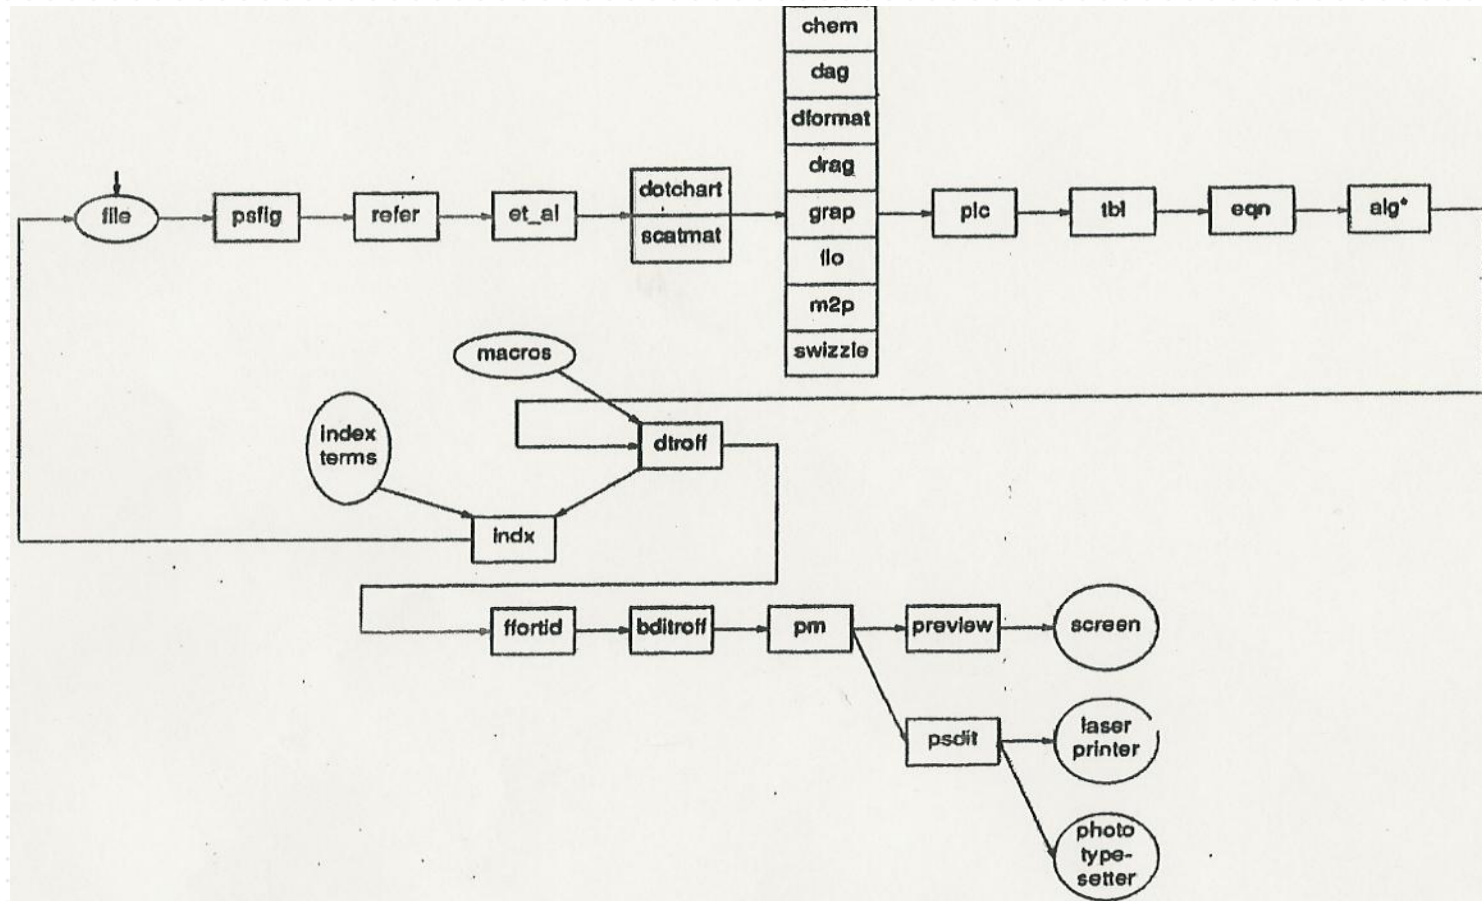 file
psfig
refer
et_al
dotchart
scatmat
chem
dag
dformat
drag
grap
flo
m2p
swizzle
pic
tbl
eqn
alg*
macros
index
terms
dtroff
indx
ffortid
bditroff
pm
preview
screen
psdit
laser
printer
photo
type-
setter